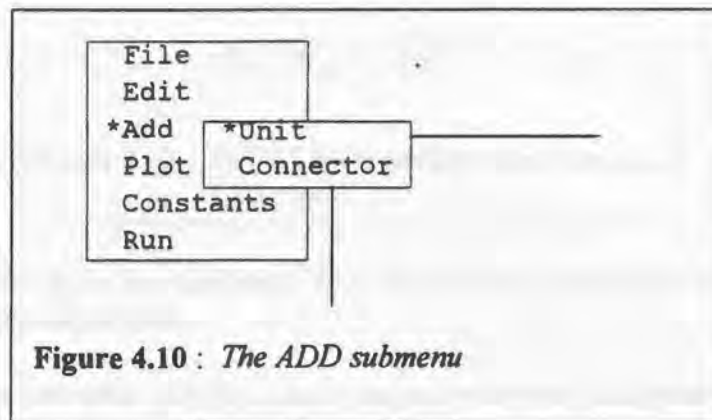 File
Edit
*Add *Unit
Plot Connector
Constants
Run
Figure 4.10 : The ADD submenu